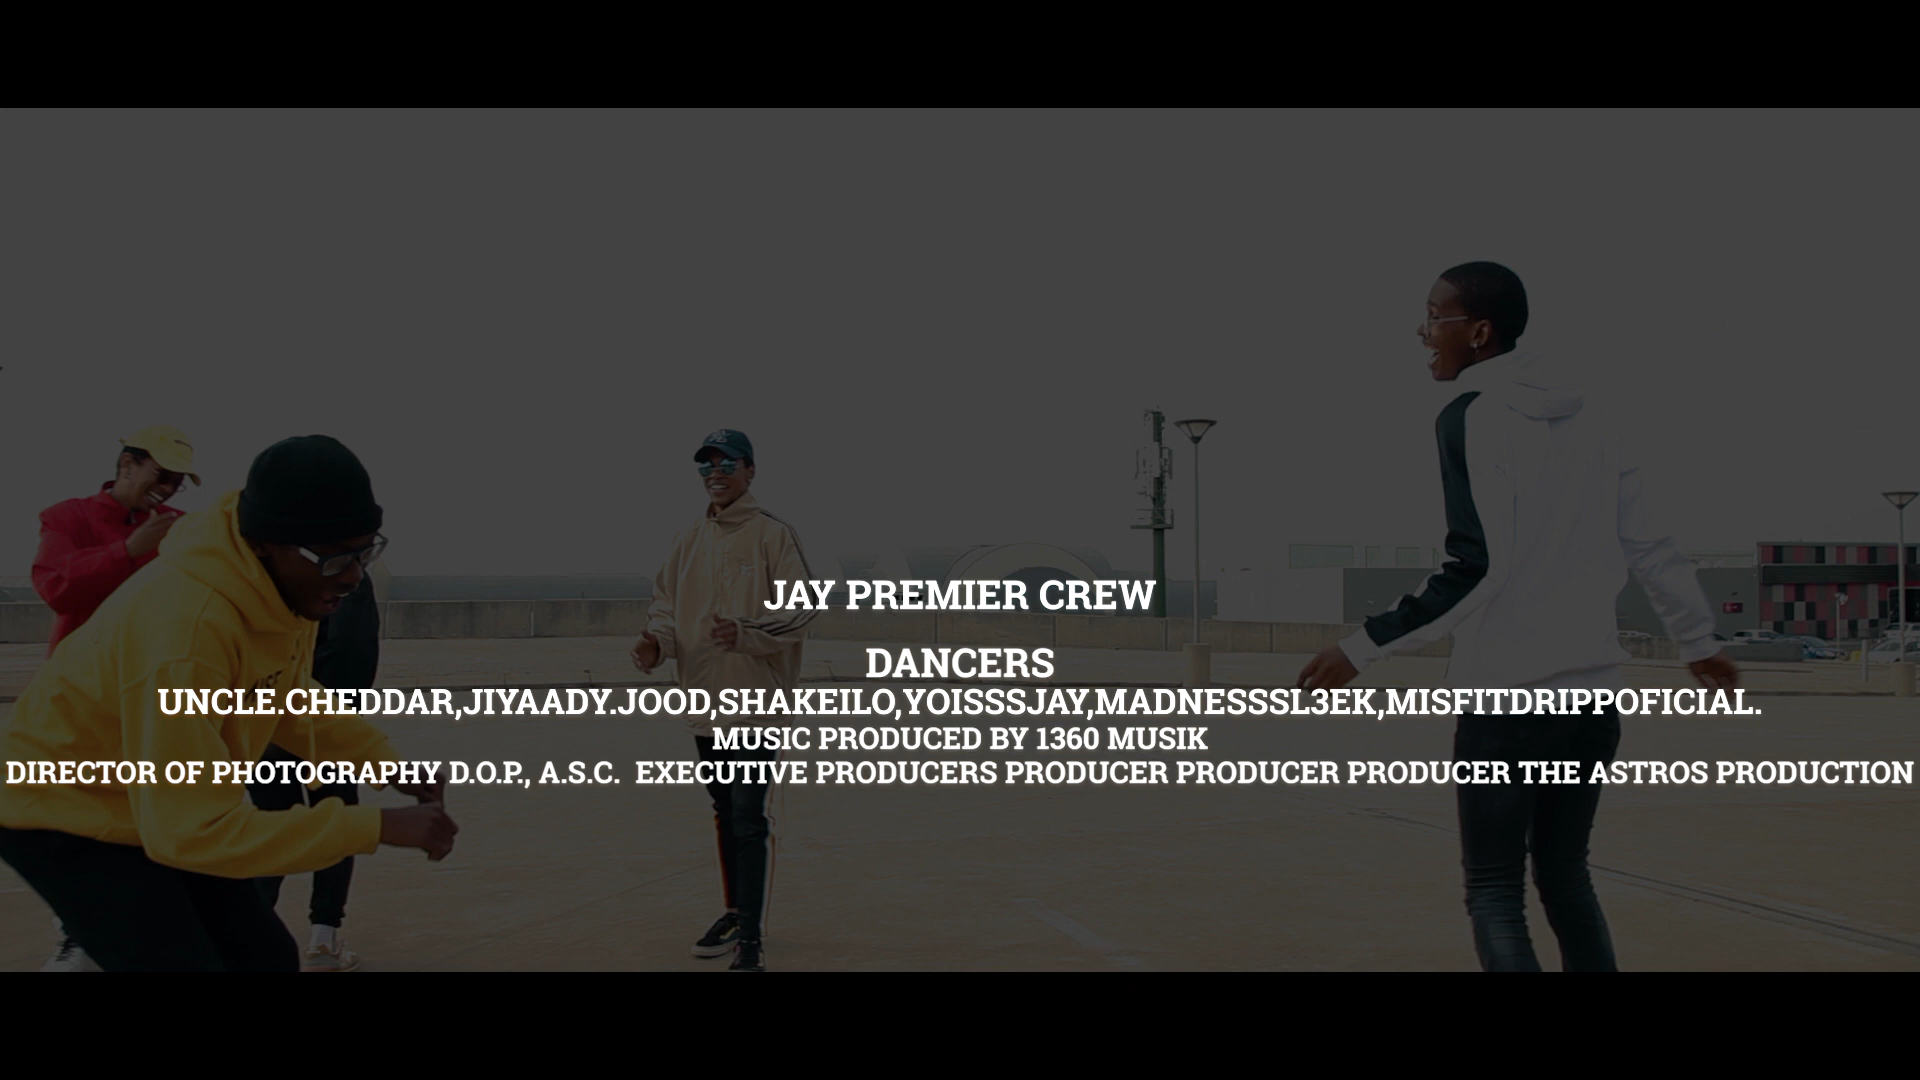 JAY PREMIER CREW
DANCERS
UNCLE.CHEDDAR,JIYAADY.JOOD,SHAKEILO,YOISSSJAY,MADNESSSL3EK,MISFITDRIPPOFICIAL.
MUSIC PRODUCED BY 1360 MUSIK
DIRECTOR OF PHOTOGRAPHY D.O.P., A.S.C.  EXECUTIVE PRODUCERS PRODUCER PRODUCER PRODUCER THE ASTROS PRODUCTION